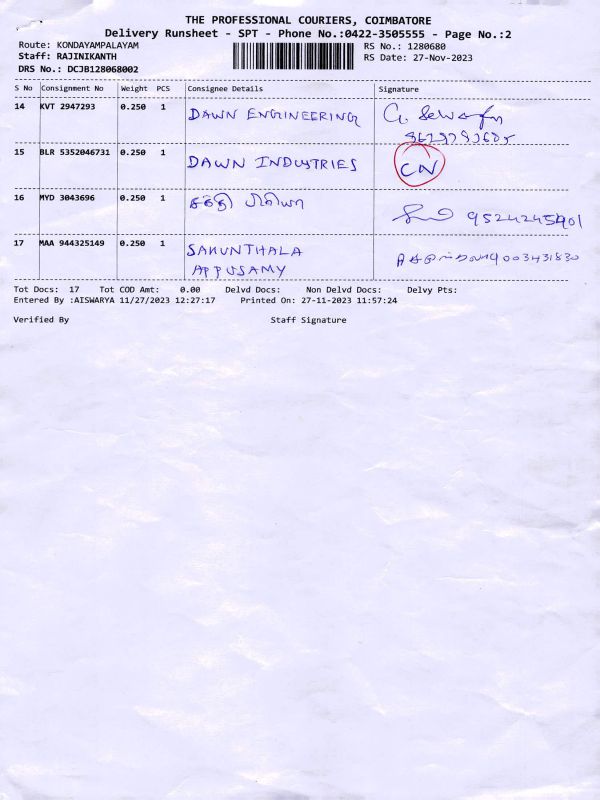 THE PROFESSIONAL COURIERS, COIMBATORE
Delivery Runsheet - SPT - Phone No.:0422-3505555 - Page No.:2
Route: KONDAYAMPALAYAM
Staff: RAJINIKANTH
DRS No.: DCJB128068002
RS No.: 1280680
RS Date: 27-Nov-2023
S No Consignment No Weight PCS Consignee Details Signature
14 KVT 2947293 0.250 1 DAWN ENGINEERING
15 BLR 5352046731 0.250 1 DAWN INDUSTRIES CN
16 MYD 3043696 0.250 1 சக்தி பிரியா 9524245901
17 MAA 944325149 0.250 1 SAKUNTHALA 9003431830
APPUSAMY
Tot Docs: 17 Tot COD Amt: 0.00 Delvd Docs: Non Delvd Docs: Delvy Pts:
Entered By :AISWARYA 11/27/2023 12:27:17 Printed On: 27-11-2023 11:57:24
Verified By Staff Signature